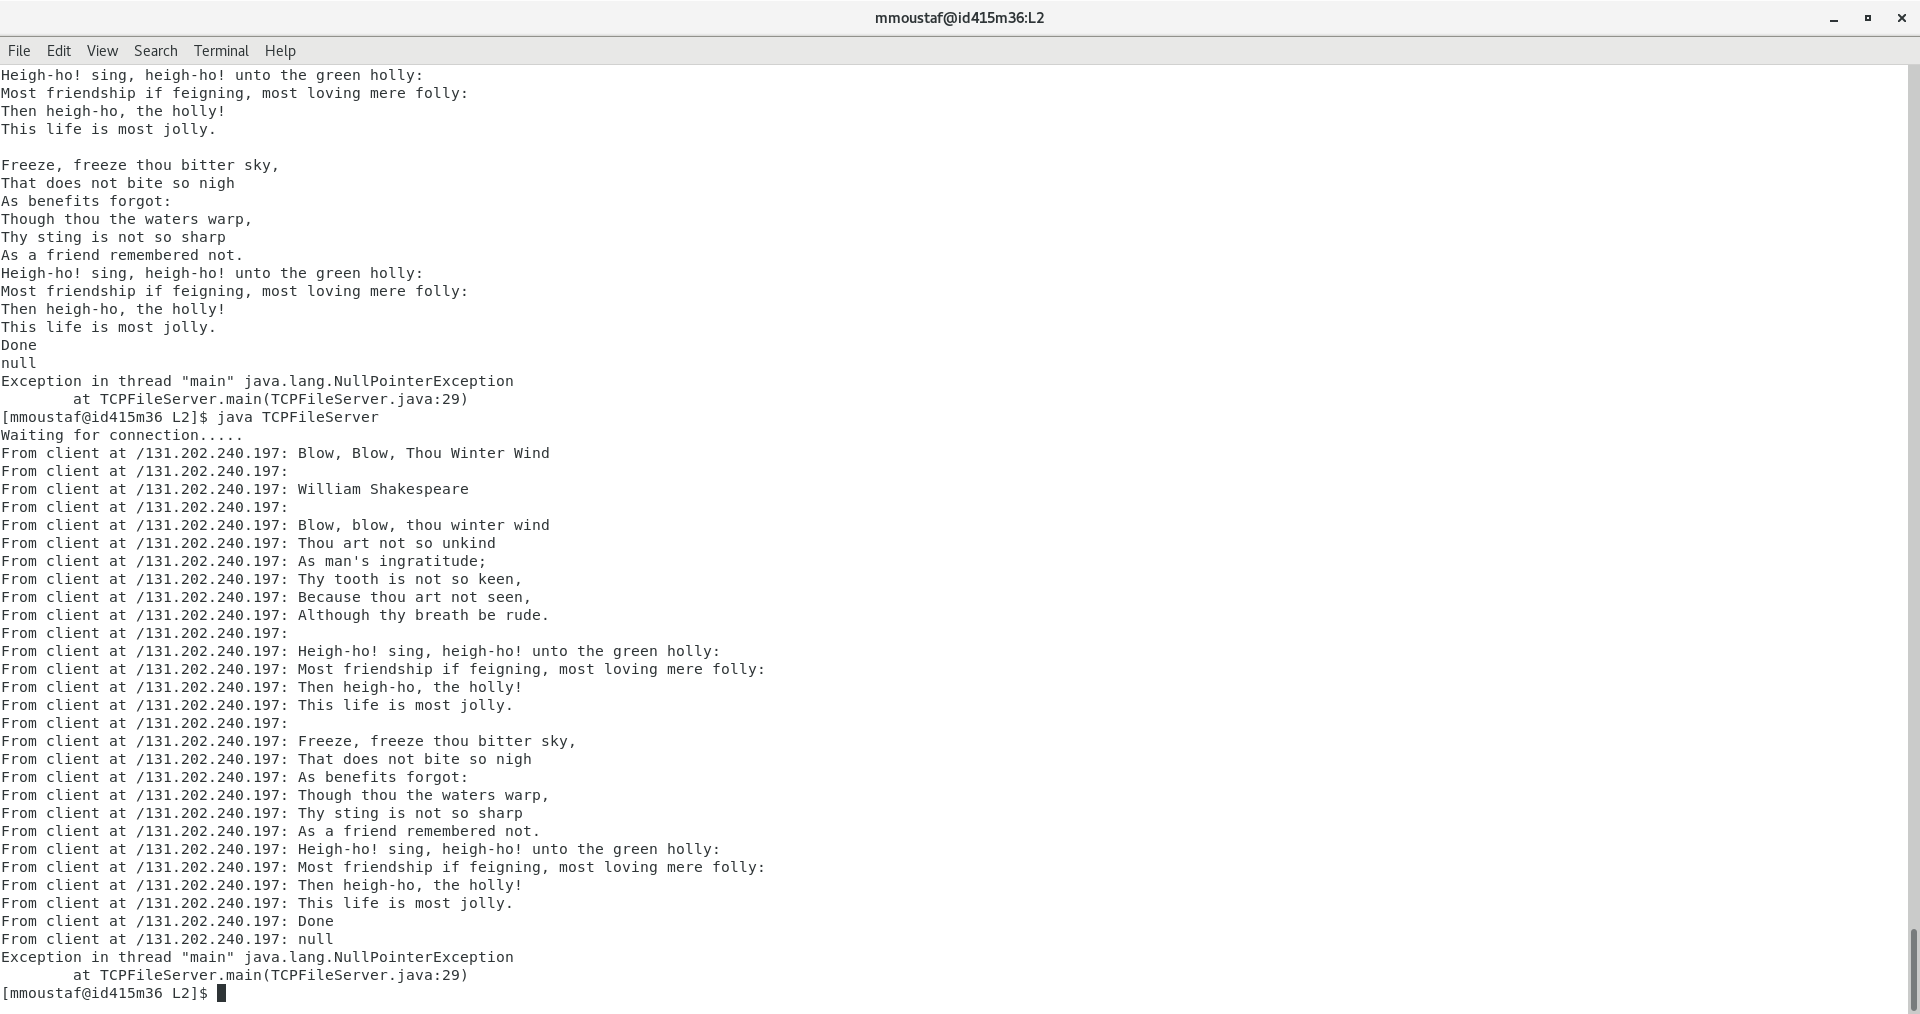 mmoustaf@id415m36:L2
File Edit View Search Terminal Help
Heigh-ho! sing, heigh-ho! unto the green holly:
Most friendship if feigning, most loving mere folly:
Then heigh-ho, the holly!
This life is most jolly.
Freeze, freeze thou bitter sky,
That does not bite so nigh
As benefits forgot:
Though thou the waters warp,
Thy sting is not so sharp
As a friend remembered not.
Heigh-ho! sing, heigh-ho! unto the green holly:
Most friendship if feigning, most loving mere folly:
Then heigh-ho, the holly!
This life is most jolly.
Done
null
Exception in thread "main" java.lang.NullPointerException
at TCPFileServer.main(TCPFileServer.java:29)
[mmoustaf@id415m36 L2]$ java TCPFileServer
Waiting for connection.....
From client at /131.202.240.197: Blow, Blow, Thou Winter Wind
From client at /131.202.240.197:
From client at /131.202.240.197: William Shakespeare
From client at /131.202.240.197:
From client at /131.202.240.197: Blow, blow, thou winter wind
From client at /131.202.240.197: Thou art not so unkind
From client at /131.202.240.197: As man's ingratitude;
From client at /131.202.240.197: Thy tooth is not so keen,
From client at /131.202.240.197: Because thou art not seen,
From client at /131.202.240.197: Although thy breath be rude.
From client at /131.202.240.197:
From client at /131.202.240.197: Heigh-ho! sing, heigh-ho! unto the green holly:
From client at /131.202.240.197: Most friendship if feigning, most loving mere folly:
From client at /131.202.240.197: Then heigh-ho, the holly!
From client at /131.202.240.197: This life is most jolly.
From client at /131.202.240.197:
From client at /131.202.240.197: Freeze, freeze thou bitter sky,
From client at /131.202.240.197: That does not bite so nigh
From client at /131.202.240.197: As benefits forgot:
From client at /131.202.240.197: Though thou the waters warp,
From client at /131.202.240.197: Thy sting is not so sharp
From client at /131.202.240.197: As a friend remembered not.
From client at /131.202.240.197: Heigh-ho! sing, heigh-ho! unto the green holly:
From client at /131.202.240.197: Most friendship if feigning, most loving mere folly:
From client at /131.202.240.197: Then heigh-ho, the holly!
From client at /131.202.240.197: This life is most jolly.
From client at /131.202.240.197: Done
From client at /131.202.240.197: null
Exception in thread "main" java.lang.NullPointerException
at TCPFileServer.main(TCPFileServer.java:29)
[mmoustaf@id415m36 L2]$